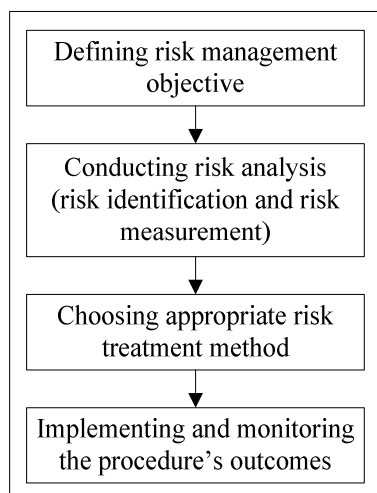 Defining risk management
objective
Conducting risk analysis
(risk identification and risk
measurement)
Choosing appropriate risk
treatment method
Implementing and monitoring
the procedure’s outcomes